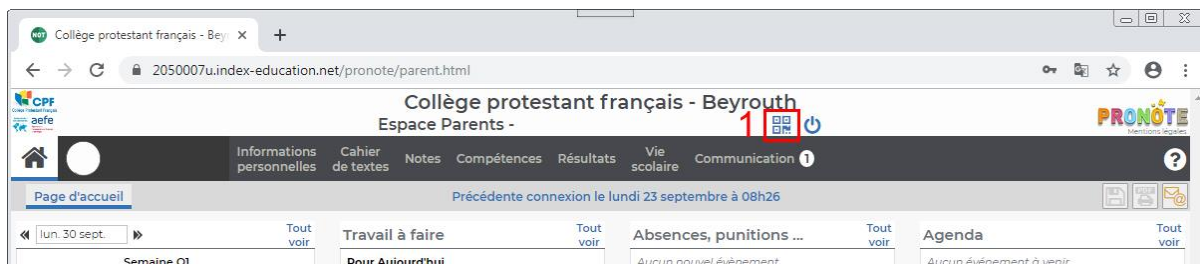 Collège protestant français - Bey
2050007u.index-education.net/pronote/parent.html
CPF
aefe
Collège protestant français - Beyrouth
Espace Parents -
1
PRONOTE
Mentions légales
Informations personnelles
Cahier de textes
Notes
Compétences
Résultats
Vie scolaire
Communication 1
?
Page d'accueil
Précédente connexion le lundi 23 septembre à 08h26
lun. 30 sept.
Tout voir
Travail à faire
Tout voir
Absences, punitions ...
Tout voir
Agenda
Tout voir
Semaine Q1
Pour Aujourd'hui
Aucun nouvel évènement
Aucun évènement à venir